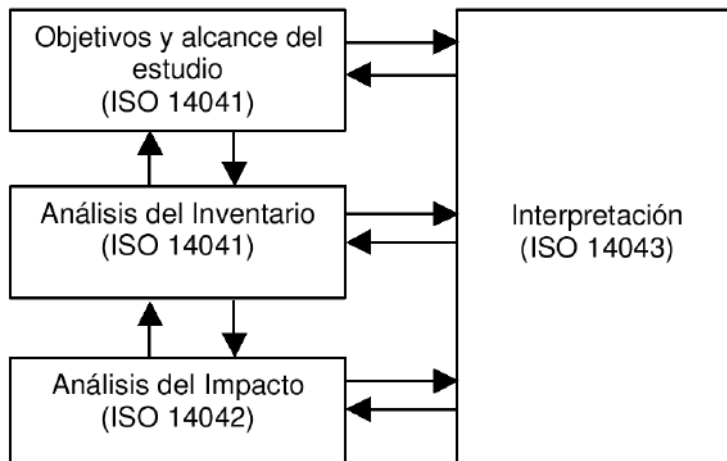 Objetivos y alcance del
estudio
(ISO 14041)
Análisis del Inventario
(ISO 14041)
Análisis del Impacto
(ISO 14042)
Interpretación
(ISO 14043)